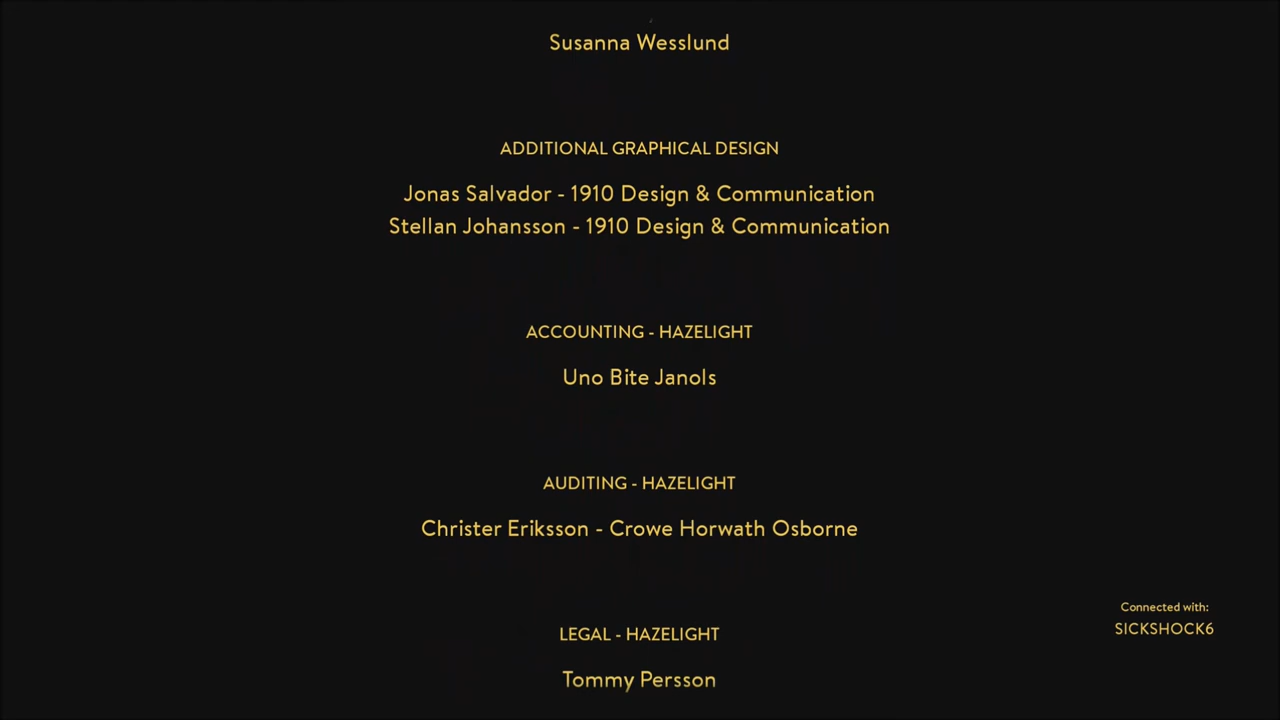 Susanna Wesslund
ADDITIONAL GRAPHICAL DESIGN
Jonas Salvador - 1910 Design & Communication
Stellan Johansson - 1910 Design & Communication
ACCOUNTING - HAZELIGHT
Uno Bite Janols
AUDITING - HAZELIGHT
Christer Eriksson - Crowe Horwath Osborne
Connected with:
SICKSHOCK6
LEGAL - HAZELIGHT
Tommy Persson